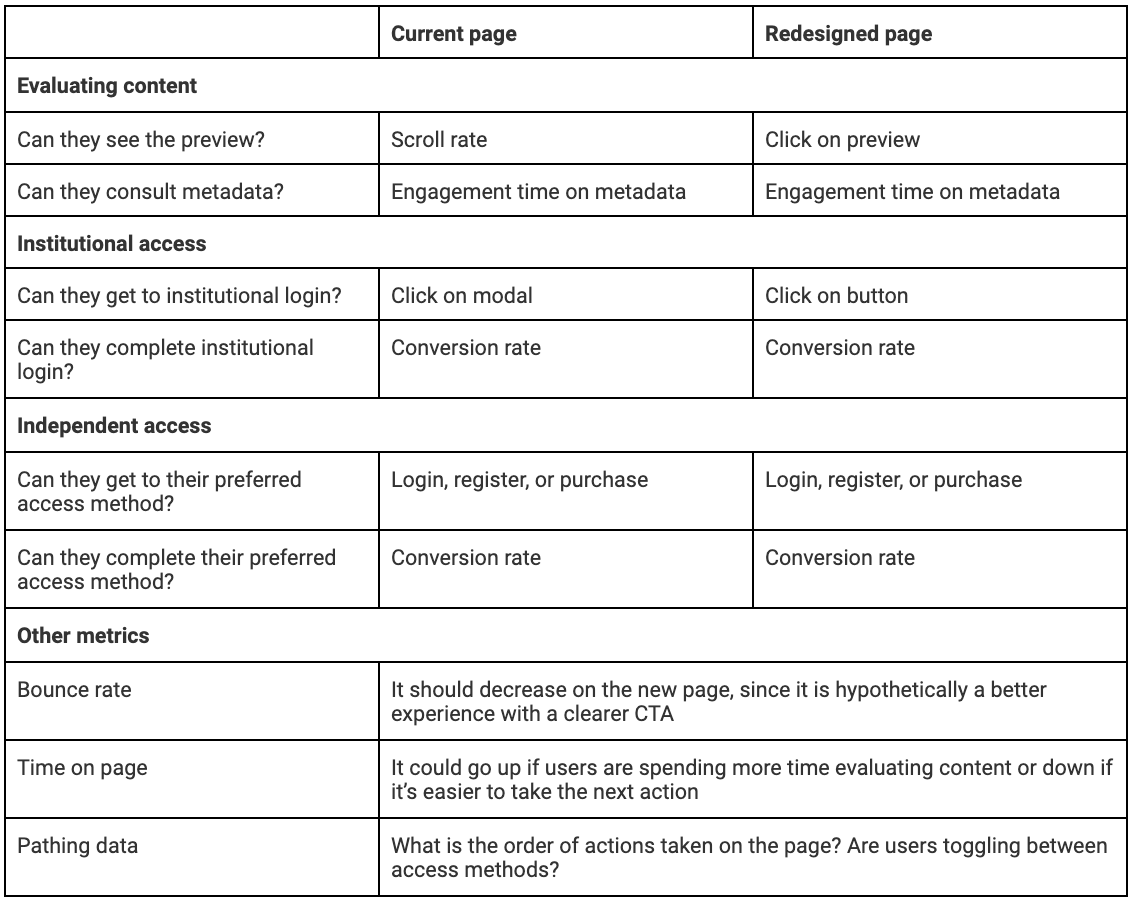 Current page
Redesigned page
Evaluating content
Can they see the preview?
Scroll rate
Click on preview
Can they consult metadata?
Engagement time on metadata
Engagement time on metadata
Institutional access
Can they get to institutional login?
Click on modal
Click on button
Can they complete institutional
login?
Conversion rate
Conversion rate
Independent access
Can they get to their preferred
access method?
Login, register, or purchase
Login, register, or purchase
Can they complete their preferred
access method?
Conversion rate
Conversion rate
Other metrics
Bounce rate
It should decrease on the new page, since it is hypothetically a better
experience with a clearer CTA
Time on page
It could go up if users are spending more time evaluating content or down if
it’s easier to take the next action
Pathing data
What is the order of actions taken on the page? Are users toggling between
access methods?